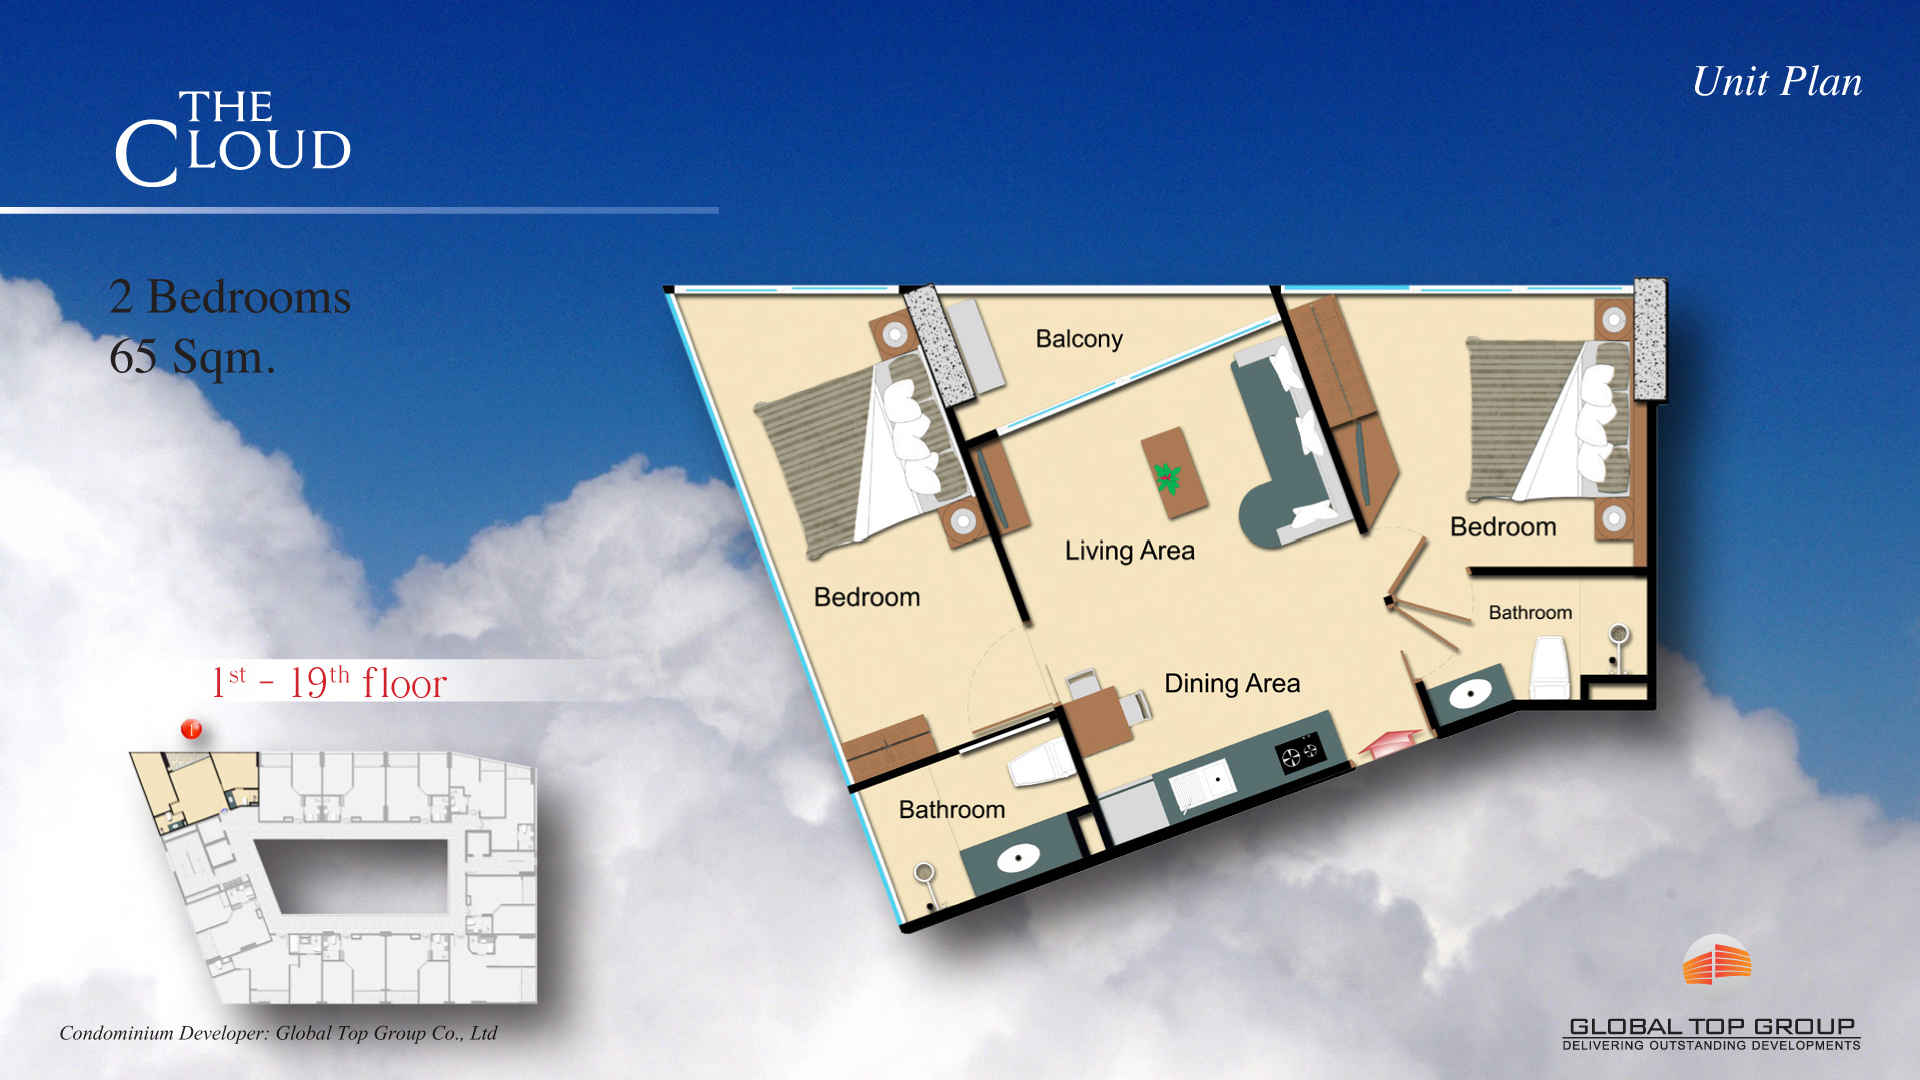 THE
CLOUD
Unit Plan
2 Bedrooms
65 Sqm.
Balcony
Bedroom
Living Area
Bedroom
Bathroom
Dining Area
Bathroom
1st - 19th floor
1
Condominium Developer: Global Top Group Co., Ltd
GLOBAL TOP GROUP
DELIVERING OUTSTANDING DEVELOPMENTS